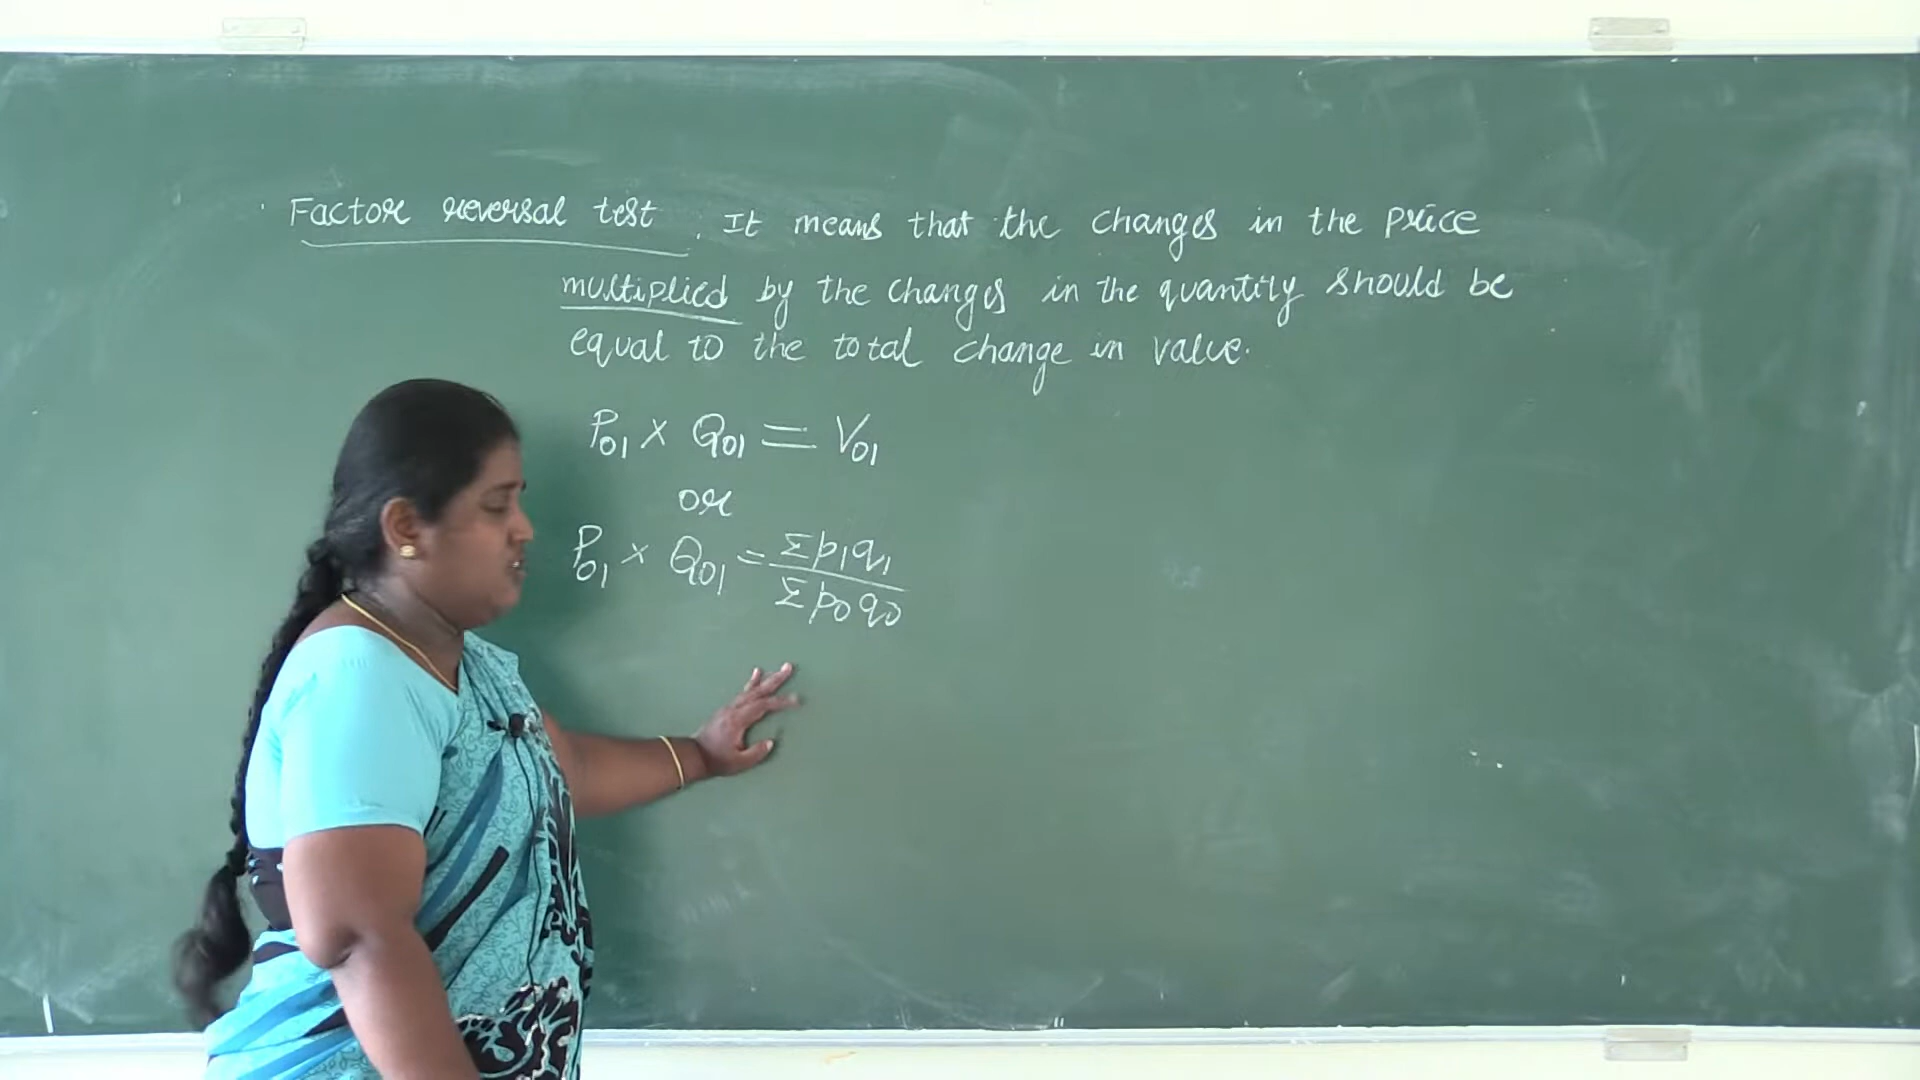 Factor reversal test. It means that the changes in the price
multiplied by the changes in the quantity should be
equal to the total change in value.
P₀₁ × Q₀₁ = V₀₁
or
P₀₁ × Q₀₁ = Σp₁q₁ / Σp₀q₀